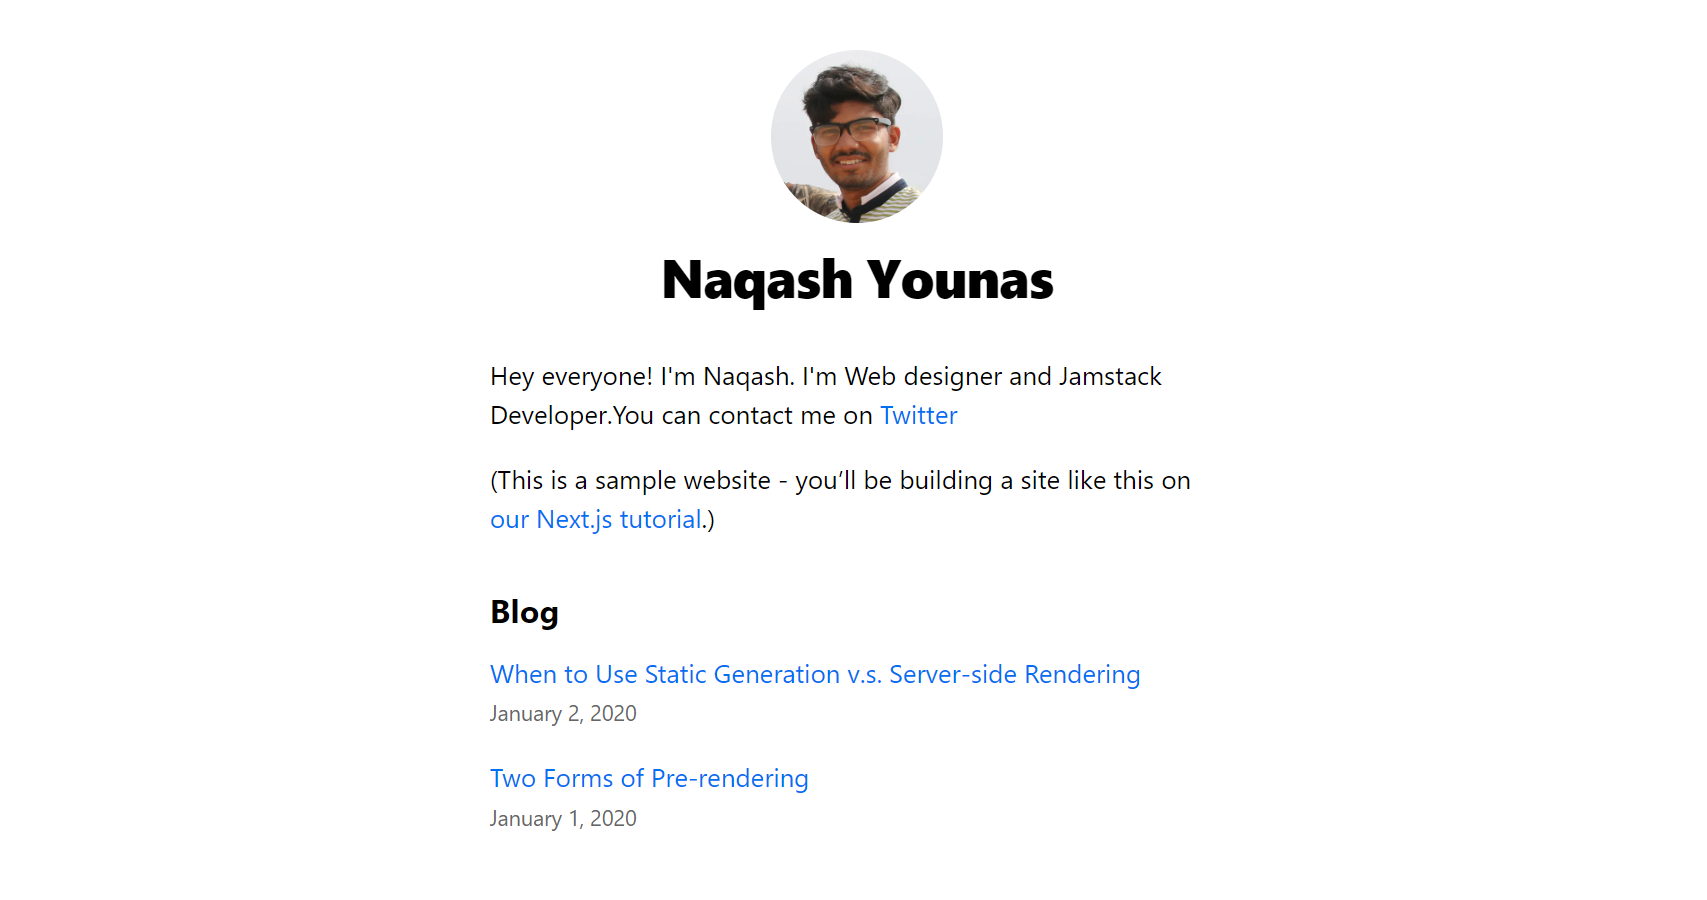 Naqash Younas
Hey everyone! I'm Naqash. I'm Web designer and Jamstack
Developer.You can contact me on Twitter
(This is a sample website - you’ll be building a site like this on
our Next.js tutorial.)
Blog
When to Use Static Generation v.s. Server-side Rendering
January 2, 2020
Two Forms of Pre-rendering
January 1, 2020